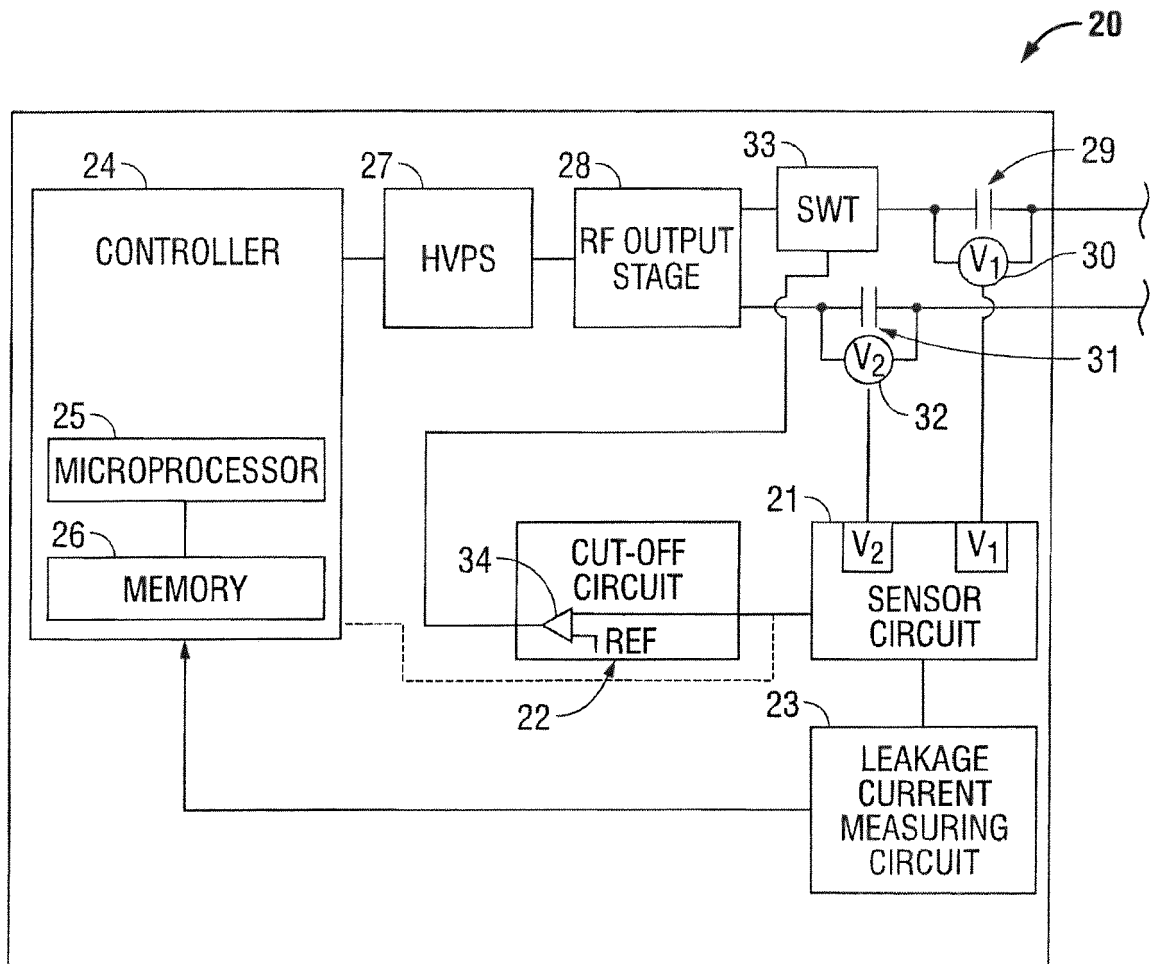 20
24
CONTROLLER
27
HVPS
28
RF OUTPUT
STAGE
33
SWT
29
V1
30
31
V2
32
25
MICROPROCESSOR
26
MEMORY
34
CUT-OFF
CIRCUIT
REF
22
21
V2
V1
SENSOR
CIRCUIT
23
LEAKAGE
CURRENT
MEASURING
CIRCUIT